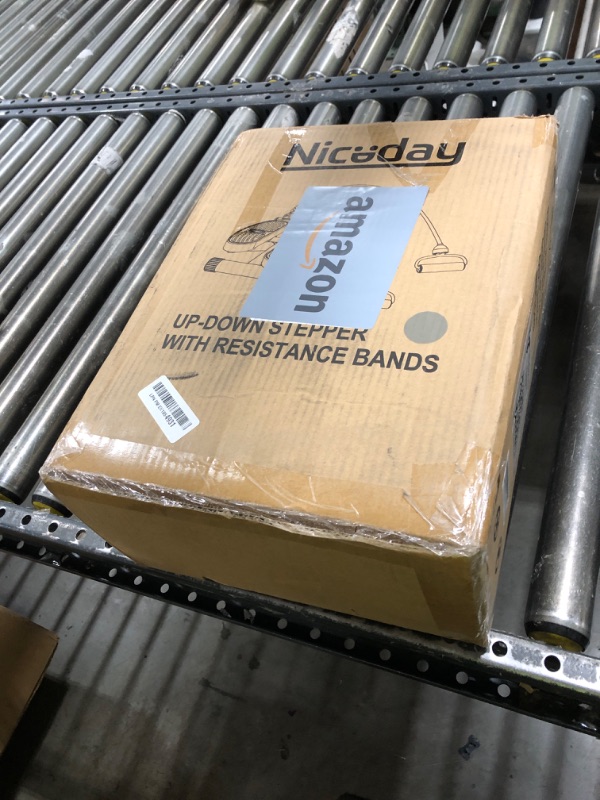 Niceday
amazon
UP-DOWN STEPPER
WITH RESISTANCE BANDS